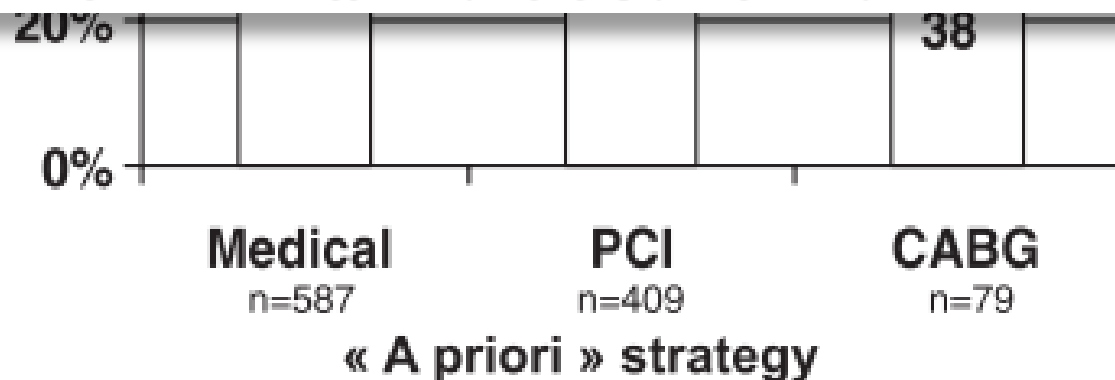 20%
38
0%
Medical PCI CABG
n=587 n=409 n=79
« A priori » strategy